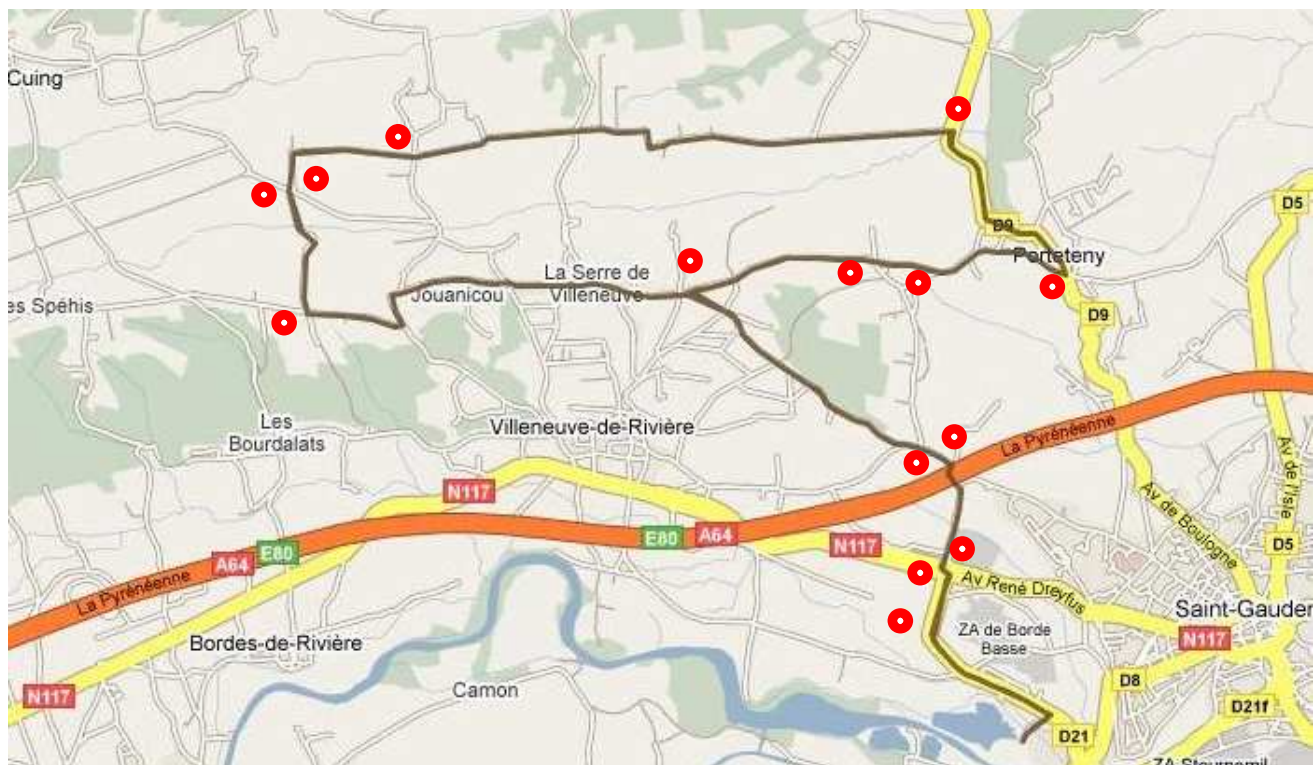 Cuing
D5
D9
Porteteny
La Serre de
Villeneuve
Jouanicou
es Spéhis
D9
Les
Bourdalats
Villeneuve-de-Rivière
La Pyrénéenne
Av de l'Isle
N117
Av de Boulogne
E80
A64
N117
D5
A64
E80
La Pyrénéenne
Av René Dreyfus
Saint-Gauden
ZA de Borde
Basse
N117
Bordes-de-Rivière
Camon
D8
N117
D21f
D21
ZA Stournemil